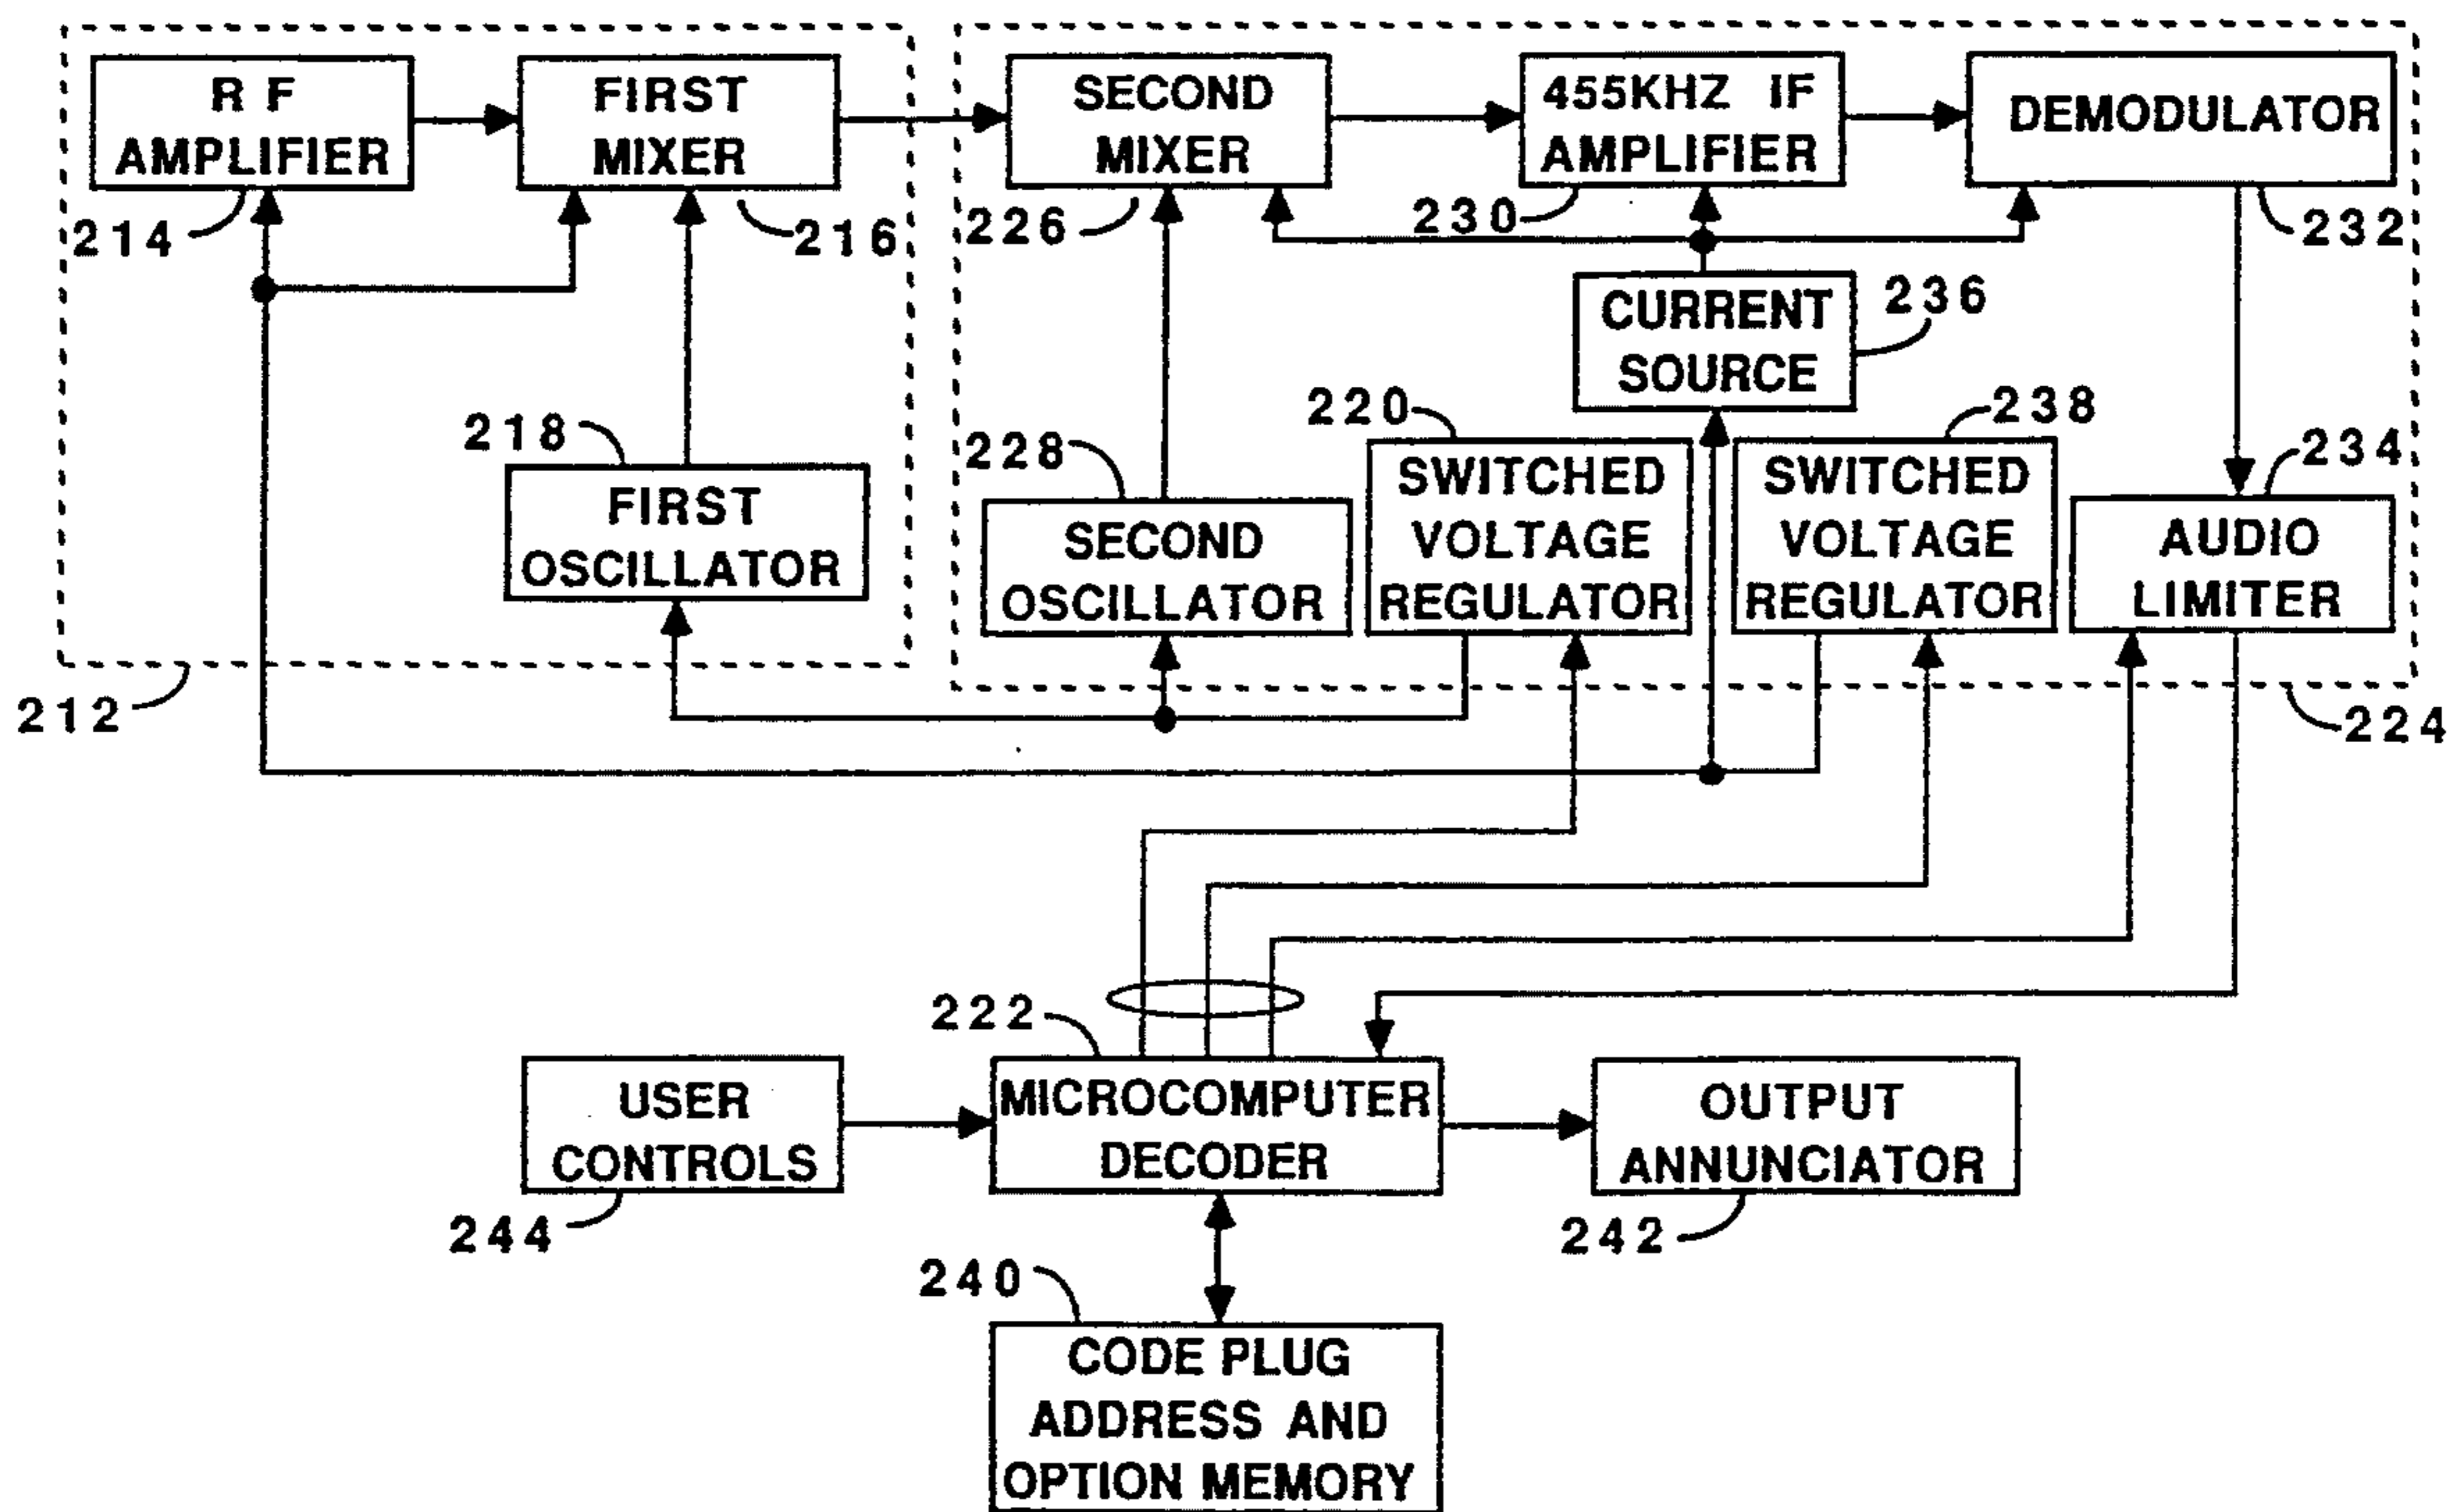 R F
AMPLIFIER
214
FIRST
MIXER
216
218
FIRST
OSCILLATOR
212
SECOND
MIXER
226
455KHZ IF
AMPLIFIER
230
DEMODULATOR
232
CURRENT
SOURCE
236
228
SECOND
OSCILLATOR
220
SWITCHED
VOLTAGE
REGULATOR
238
SWITCHED
VOLTAGE
REGULATOR
234
AUDIO
LIMITER
224
222
MICROCOMPUTER
DECODER
USER
CONTROLS
244
OUTPUT
ANNUNCIATOR
242
240
CODE PLUG
ADDRESS AND
OPTION MEMORY